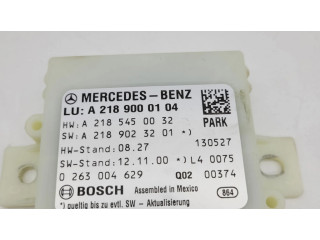 MERCEDES-BENZ
LU: A 218 900 01 04
HW: A 218 545 00 32
PARK
SW: A 218 902 32 01 *)
HW-Stand: 08.27
130527
SW-Stand: 12.11.00 *) L4 0075
0 263 004 629 Q02 00374
BOSCH Assembled in Mexico 864
*) gueltig bis zu evtl. SW - Aktualisierung